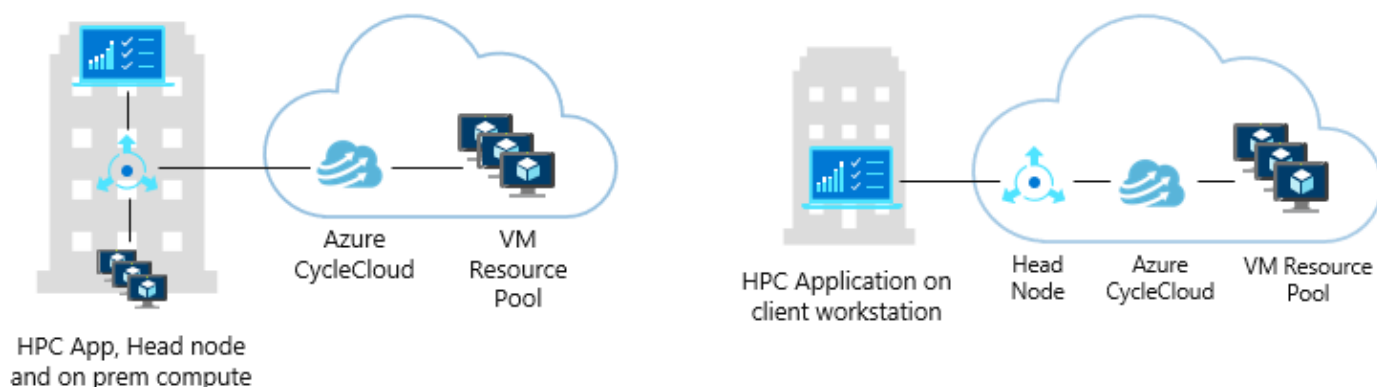 Azure
CycleCloud
VM
Resource
Pool
HPC App, Head node
and on prem compute
HPC Application on
client workstation
Head
Node
Azure
CycleCloud
VM Resource
Pool